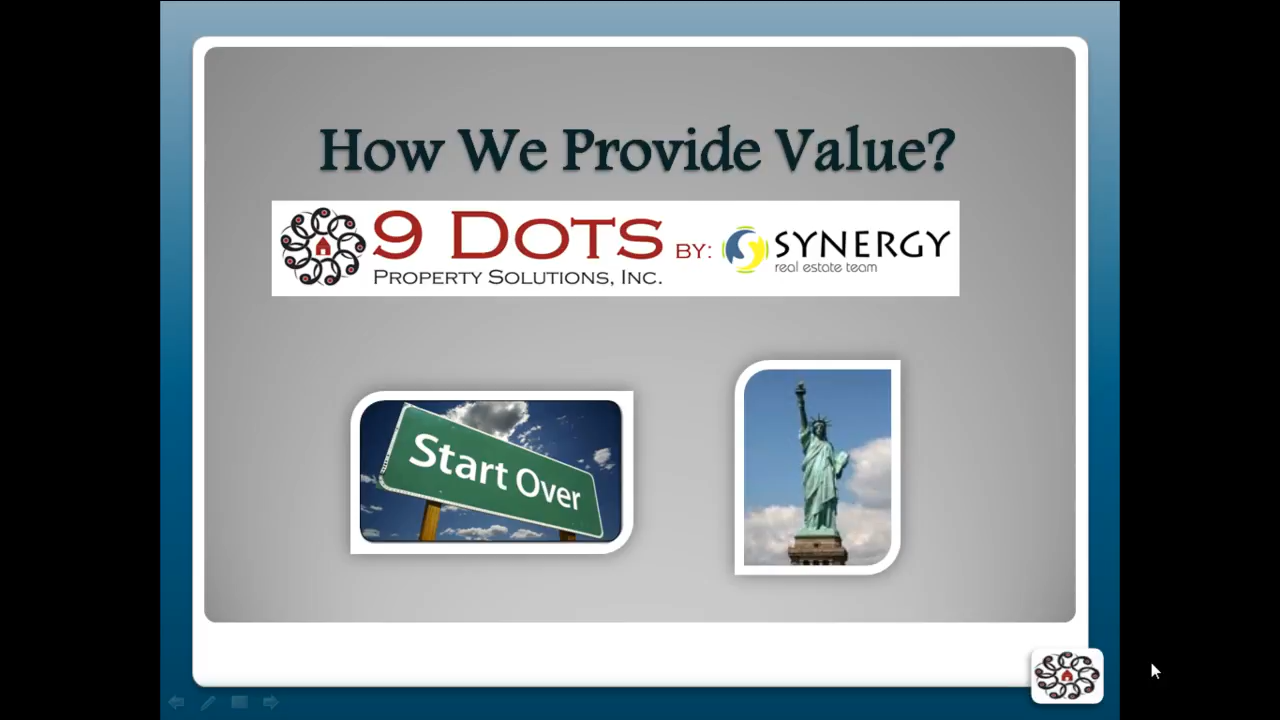 How We Provide Value?
9 DOTS BY: SYNERGY
PROPERTY SOLUTIONS, INC. real estate team
Start Over